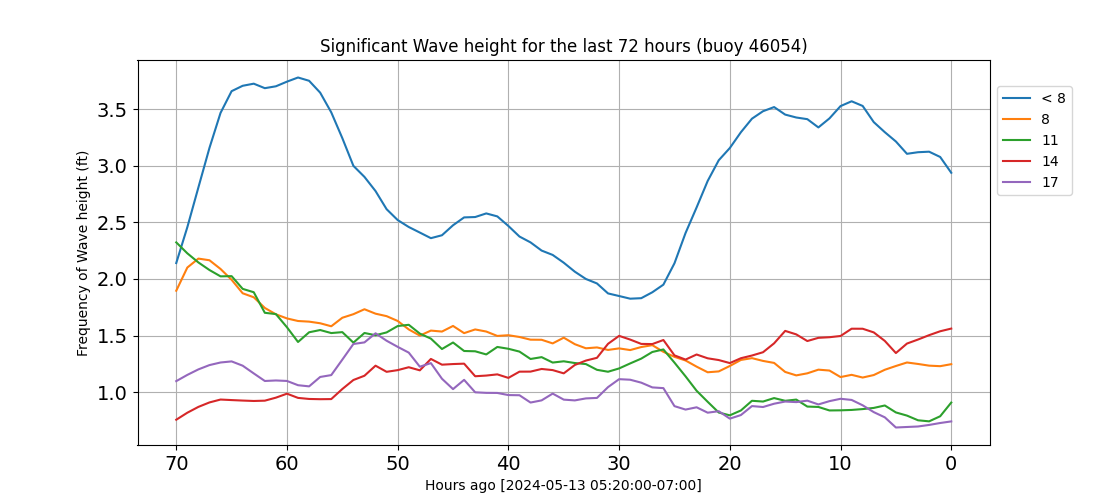 Significant Wave height for the last 72 hours (buoy 46054)
Frequency of Wave height (ft)
3.5
3.0
2.5
2.0
1.5
1.0
70 60 50 40 30 20 10 0
Hours ago [2024-05-13 05:20:00-07:00]
< 8
8
11
14
17